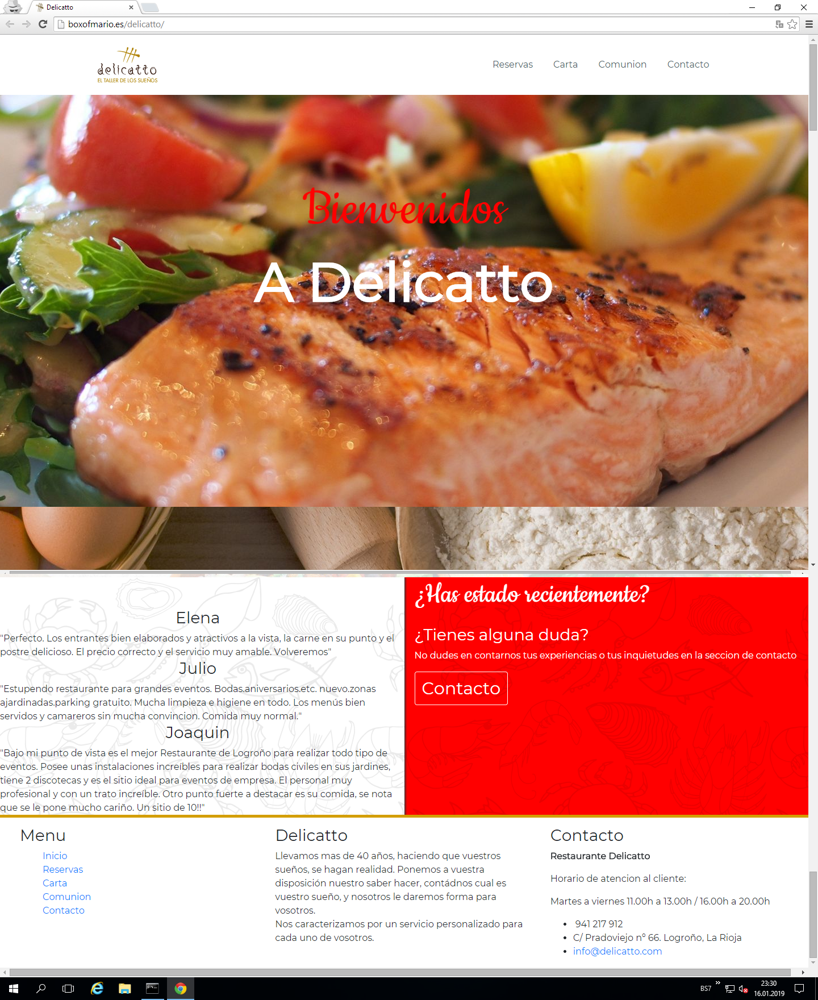 Delicatto
boxofmario.es/delicatto/
delicatto
EL TALLER DE LOS SUEÑOS
Reservas Carta Comunion Contacto
Bienvenidos
A Delicatto
Elena
"Perfecto. Los entrantes bien elaborados y atractivos a la vista, la carne en su punto y el
postre delicioso. El precio correcto y el servicio muy amable. Volveremos"
Julio
"Estupendo restaurante para grandes eventos. Bodas.aniversarios.etc. nuevo.zonas
ajardinadas.parking gratuito. Mucha limpieza e higiene en todo. Los menús bien
servidos y camareros sin mucha convincion. Comida muy normal."
Joaquin
"Bajo mi punto de vista es el mejor Restaurante de Logroño para realizar todo tipo de
eventos. Posee unas instalaciones increíbles para realizar bodas civiles en sus jardines,
tiene 2 discotecas y es el sitio ideal para eventos de empresa. El personal muy
profesional y con un trato increíble. Otro punto fuerte a destacar es su comida, se nota
que se le pone mucho cariño. Un sitio de 10!!"
¿Has estado recientemente?
¿Tienes alguna duda?
No dudes en contarnos tus experiencias o tus inquietudes en la seccion de contacto
Contacto
Menu
Inicio
Reservas
Carta
Comunion
Contacto
Delicatto
Llevamos mas de 40 años, haciendo que vuestros
sueños, se hagan realidad. Ponemos a vuestra
disposición nuestro saber hacer, contádnos cual es
vuestro sueño, y nosotros le daremos forma para
vosotros.
Nos caracterizamos por un servicio personalizado para
cada uno de vosotros.
Contacto
Restaurante Delicatto
Horario de atencion al cliente:
Martes a viernes 11.00h a 13.00h / 16.00h a 20.00h
941 217 912
C/ Pradoviejo nº 66. Logroño, La Rioja
info@delicatto.com
BS7
23:30
16.01.2019